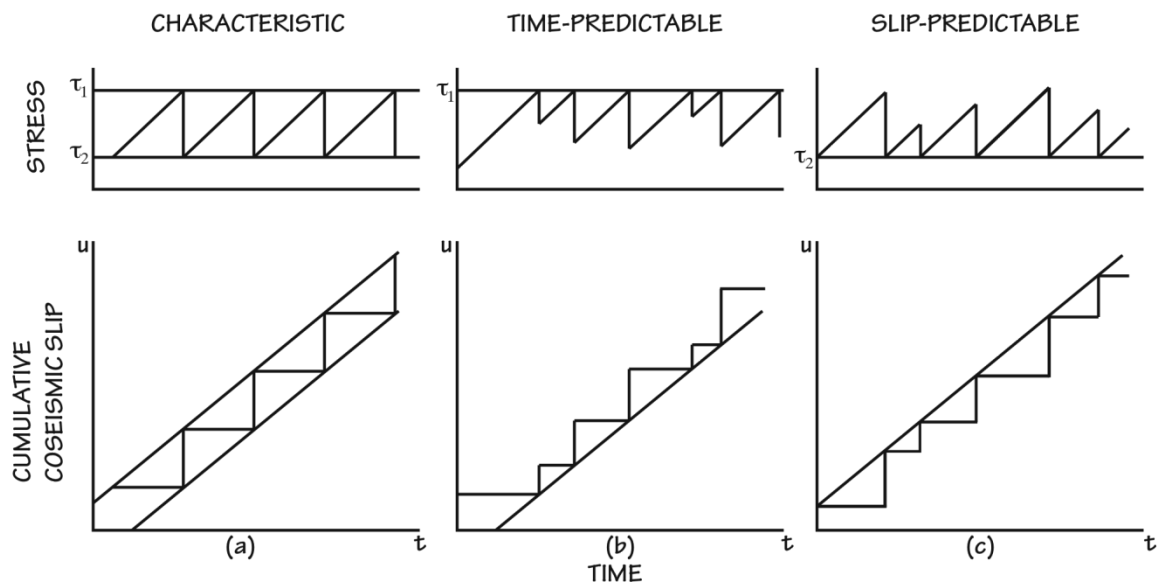 CHARACTERISTIC
TIME-PREDICTABLE
SLIP-PREDICTABLE
STRESS
τ1
τ2
τ1
τ2
CUMULATIVE
COSEISMIC SLIP
u
u
u
(a)
t
(b)
t
(c)
t
TIME